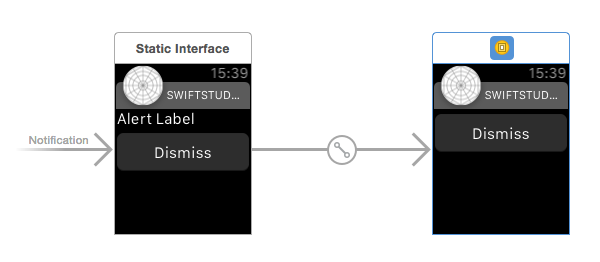 Static Interface
15:39
SWIFTSTUD...
Alert Label
Dismiss
Notification
15:39
SWIFTSTUD...
Dismiss